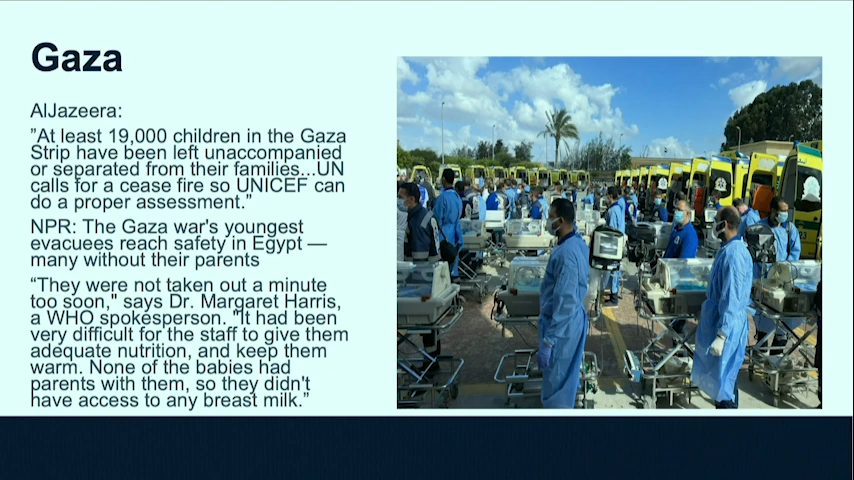 Gaza
AlJazeera:
”At least 19,000 children in the Gaza
Strip have been left unaccompanied
or separated from their families...UN
calls for a cease fire so UNICEF can
do a proper assessment.”
NPR: The Gaza war's youngest
evacuees reach safety in Egypt —
many without their parents
“They were not taken out a minute
too soon," says Dr. Margaret Harris,
a WHO spokesperson. "It had been
very difficult for the staff to give them
adequate nutrition, and keep them
warm. None of the babies had
parents with them, so they didn't
have access to any breast milk.”